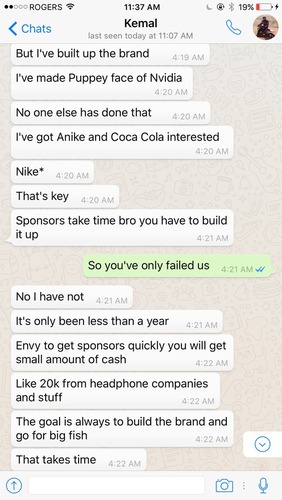 ROGERS 11:37 AM 19%
Chats Kemal
last seen today at 11:07 AM
But I've built up the brand 4:19 AM
I've made Puppey face of Nvidia
4:20 AM
No one else has done that 4:20 AM
I've got Anike and Coca Cola interested
4:20 AM
Nike* 4:20 AM
That's key 4:20 AM
Sponsors take time bro you have to build
it up 4:21 AM
So you've only failed us 4:21 AM
No I have not 4:21 AM
It's only been less than a year 4:21 AM
Envy to get sponsors quickly you will get
small amount of cash 4:22 AM
Like 20k from headphone companies
and stuff 4:22 AM
The goal is always to build the brand and
go for big fish 4:22 AM
That takes time 4:22 AM